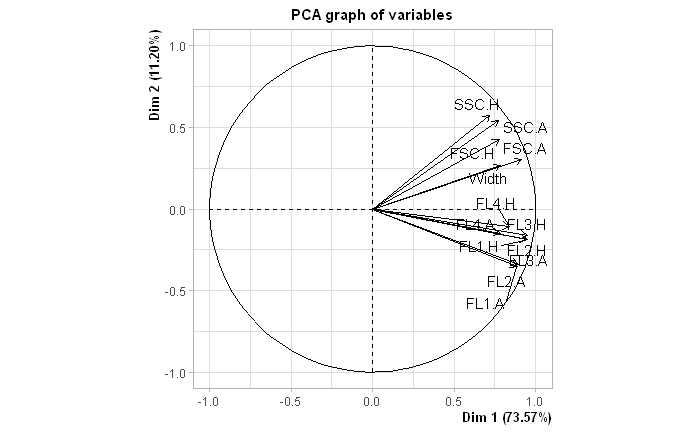 PCA graph of variables
Dim 2 (11.20%)
1.0
0.5
0.0
-0.5
-1.0
SSC.H
SSC.A
FSC.A
FSC.H
Width
FL4.H
FL4.A
FL3.H
FL1.H
FL2.H
FL3.A
FL2.A
FL1.A
-1.0
-0.5
0.0
0.5
1.0
Dim 1 (73.57%)